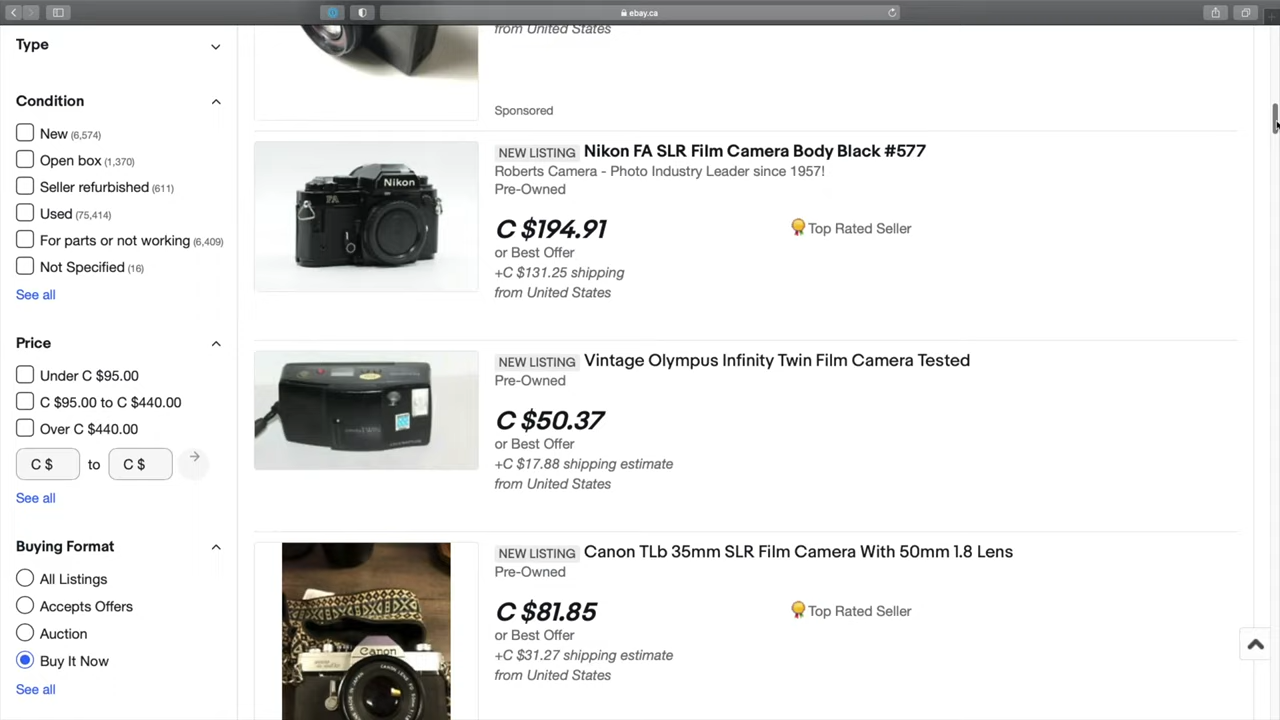 ebay.ca
Type
Condition
New (6,574)
Open box (1,370)
Seller refurbished (611)
Used (75,414)
For parts or not working (6,409)
Not Specified (16)
See all
Price
Under C $95.00
C $95.00 to C $440.00
Over C $440.00
C $ to C $
See all
Buying Format
All Listings
Accepts Offers
Auction
Buy It Now
See all
from United States
Sponsored
NEW LISTING Nikon FA SLR Film Camera Body Black #577
Roberts Camera - Photo Industry Leader since 1957!
Pre-Owned
C $194.91
Top Rated Seller
or Best Offer
+C $131.25 shipping
from United States
Nikon
FA
NEW LISTING Vintage Olympus Infinity Twin Film Camera Tested
Pre-Owned
C $50.37
or Best Offer
+C $17.88 shipping estimate
from United States
NEW LISTING Canon TLb 35mm SLR Film Camera With 50mm 1.8 Lens
Pre-Owned
C $81.85
Top Rated Seller
or Best Offer
+C $31.27 shipping estimate
from United States
Canon